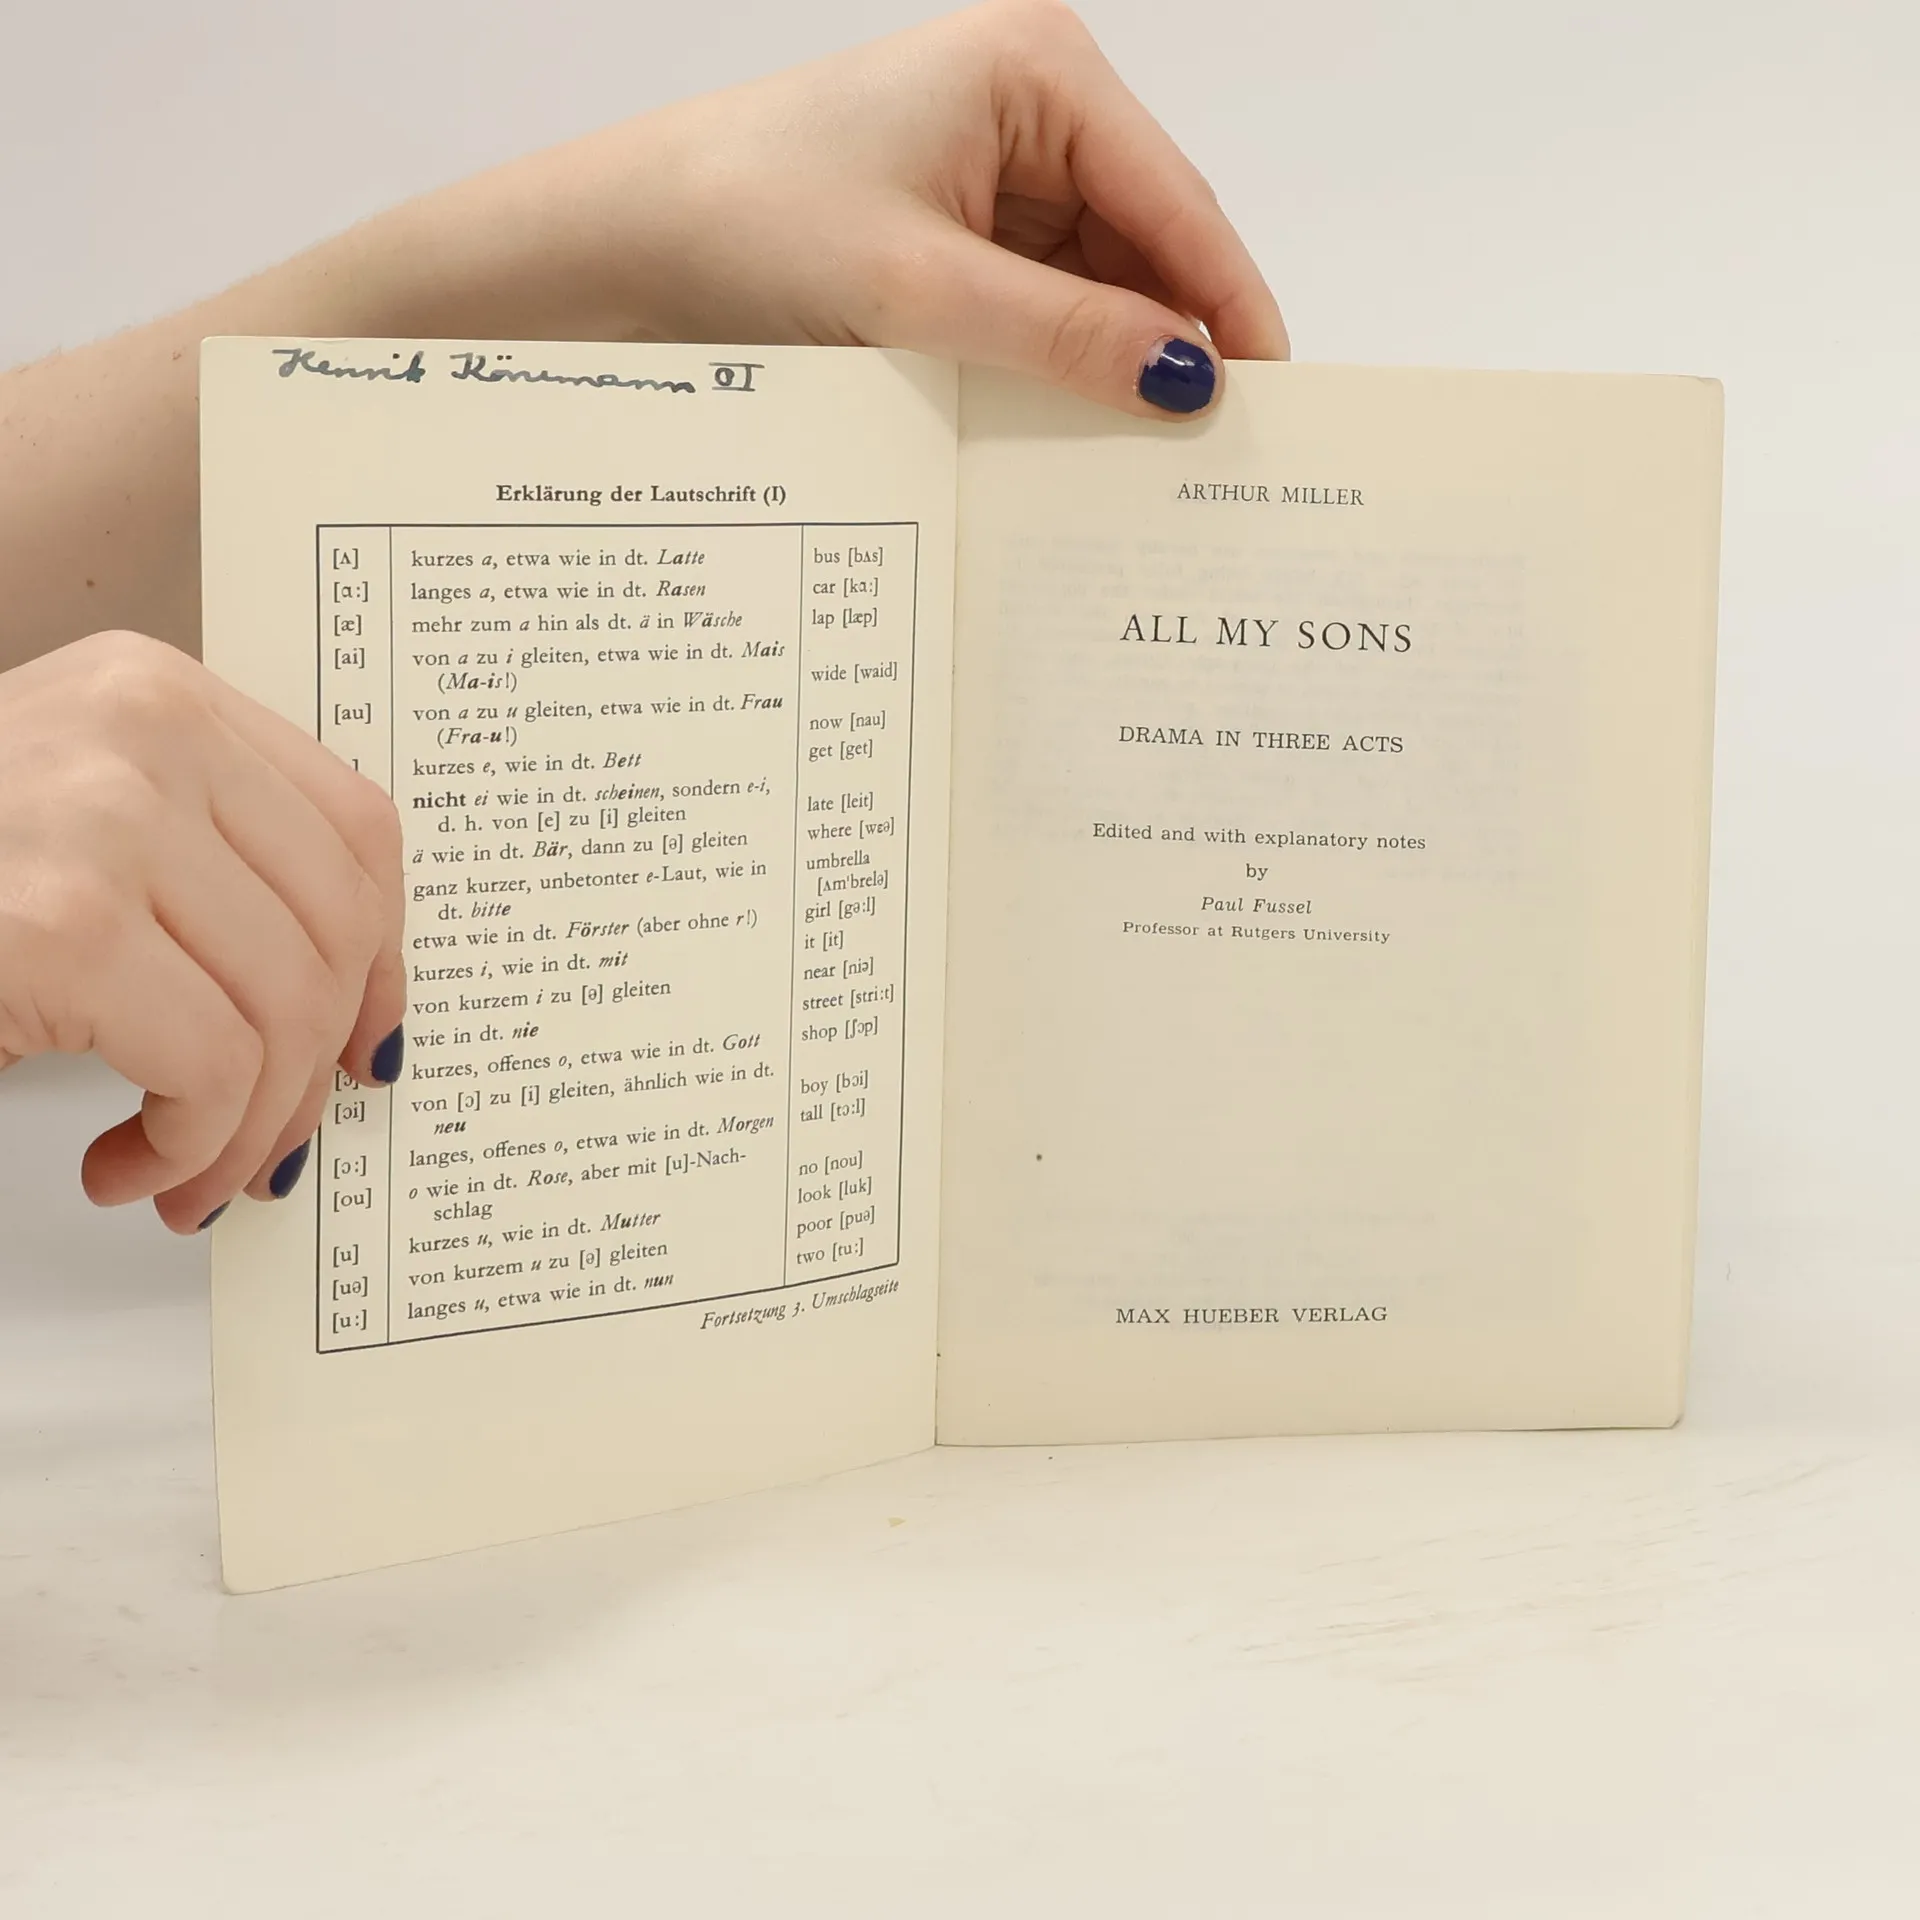 Henrik Könemann OI
Erklärung der Lautschrift (I)
[ʌ] kurzes a, etwa wie in dt. Latte bus [bʌs]
[ɑ:] langes a, etwa wie in dt. Rasen car [kɑ:]
[æ] mehr zum a hin als dt. ä in Wäsche lap [læp]
[ai] von a zu i gleiten, etwa wie in dt. Mais
(Ma-is!) wide [waid]
[au] von a zu u gleiten, etwa wie in dt. Frau
(Fra-u!) now [nau]
] kurzes e, wie in dt. Bett get [get]
nicht ei wie in dt. scheinen, sondern e-i,
d. h. von [e] zu [i] gleiten late [leit]
ä wie in dt. Bär, dann zu [ə] gleiten where [wɛə]
ganz kurzer, unbetonter e-Laut, wie in umbrella
dt. bitte [ʌm'brelə]
etwa wie in dt. Förster (aber ohne r!) girl [gə:l]
kurzes i, wie in dt. mit it [it]
von kurzem i zu [ə] gleiten near [niə]
wie in dt. nie street [stri:t]
[ɔ] kurzes, offenes o, etwa wie in dt. Gott shop [ʃɔp]
[ɔi] von [ɔ] zu [i] gleiten, ähnlich wie in dt.
neu boy [bɔi]
[ɔ:] langes, offenes o, etwa wie in dt. Morgen tall [tɔ:l]
[ou] o wie in dt. Rose, aber mit [u]-Nach-
schlag no [nou]
[u] kurzes u, wie in dt. Mutter look [luk]
[uə] von kurzem u zu [ə] gleiten poor [puə]
[u:] langes u, etwa wie in dt. nun two [tu:]
Fortsetzung 3. Umschlagseite
ARTHUR MILLER
ALL MY SONS
DRAMA IN THREE ACTS
Edited and with explanatory notes
by
Paul Fussel
Professor at Rutgers University
MAX HUEBER VERLAG